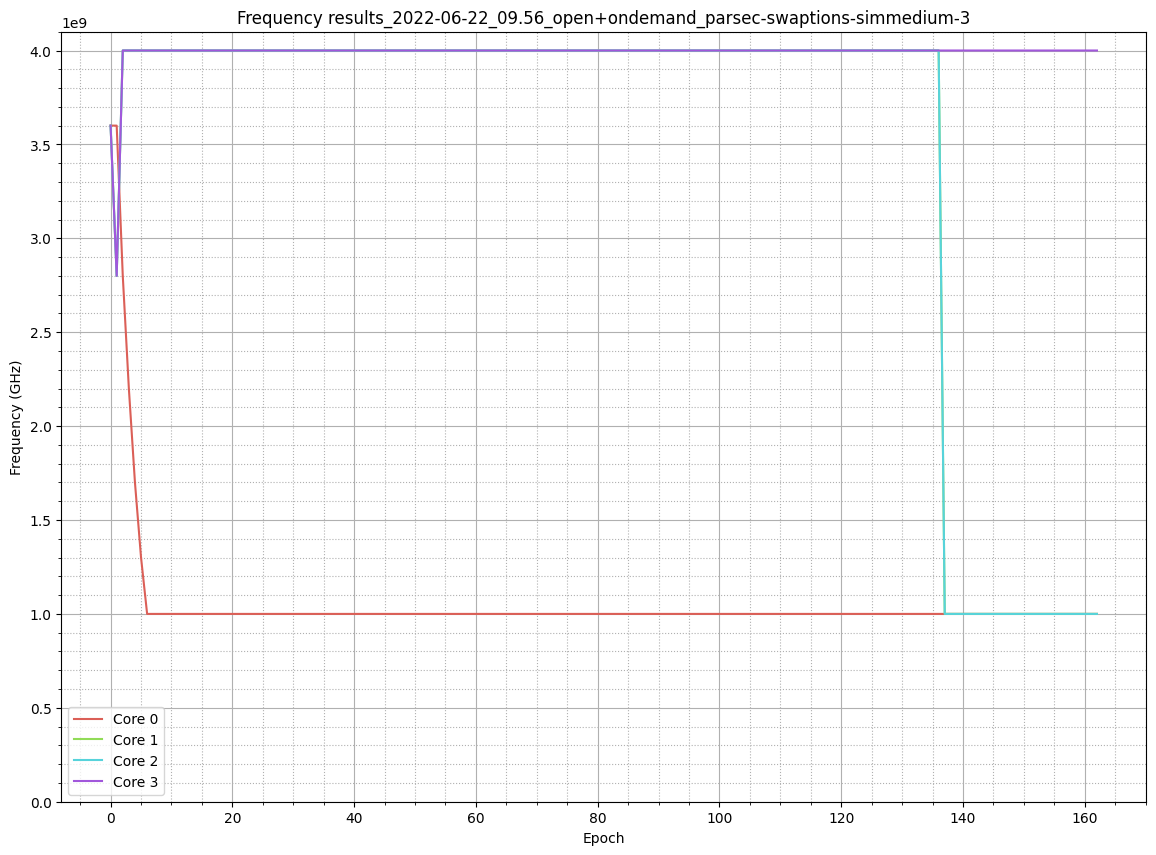 Frequency results_2022-06-22_09.56_open+ondemand_parsec-swaptions-simmedium-3
1e9
4.0
3.5
3.0
2.5
2.0
1.5
1.0
0.5
0.0
Frequency (GHz)
Core 0
Core 1
Core 2
Core 3
0 20 40 60 80 100 120 140 160
Epoch